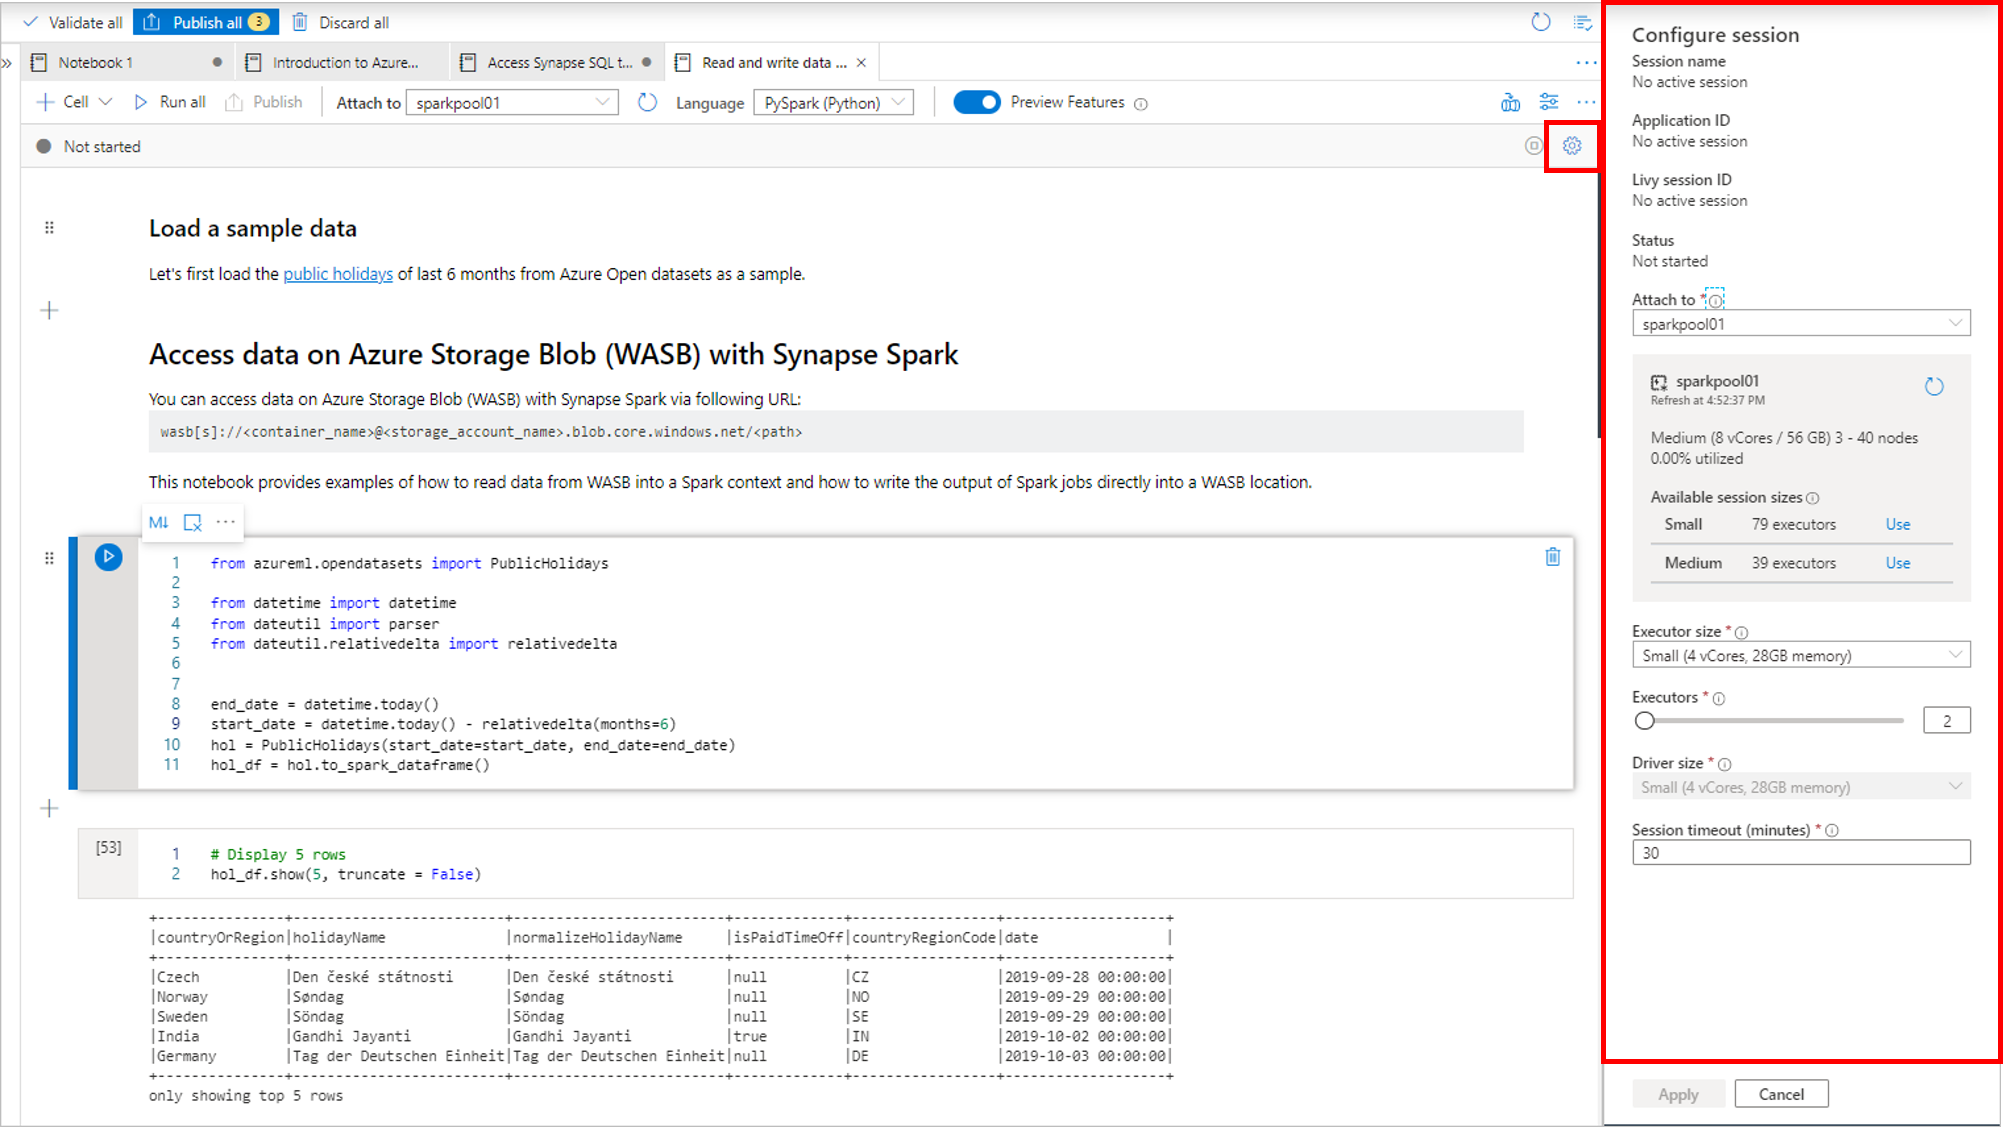 Validate all Publish all 3 Discard all
Notebook 1 Introduction to Azure... Access Synapse SQL t... Read and write data ...
Cell Run all Publish Attach to sparkpool01 Language PySpark (Python) Preview Features
Not started
Load a sample data
Let's first load the public holidays of last 6 months from Azure Open datasets as a sample.
Access data on Azure Storage Blob (WASB) with Synapse Spark
You can access data on Azure Storage Blob (WASB) with Synapse Spark via following URL:
wasb[s]://<container_name>@<storage_account_name>.blob.core.windows.net/<path>
This notebook provides examples of how to read data from WASB into a Spark context and how to write the output of Spark jobs directly into a WASB location.
M↓ ...
1 from azureml.opendatasets import PublicHolidays
2
3 from datetime import datetime
4 from dateutil import parser
5 from dateutil.relativedelta import relativedelta
6
7
8 end_date = datetime.today()
9 start_date = datetime.today() - relativedelta(months=6)
10 hol = PublicHolidays(start_date=start_date, end_date=end_date)
11 hol_df = hol.to_spark_dataframe()
[53]
1 # Display 5 rows
2 hol_df.show(5, truncate = False)
+---------------+-------------------------+-------------------------+-------------+-----------------+-------------------+
|countryOrRegion|holidayName              |normalizeHolidayName     |isPaidTimeOff|countryRegionCode|date               |
+---------------+-------------------------+-------------------------+-------------+-----------------+-------------------+
|Czech          |Den české státnosti      |Den české státnosti      |null         |CZ               |2019-09-28 00:00:00|
|Norway         |Søndag                   |Søndag                   |null         |NO               |2019-09-29 00:00:00|
|Sweden         |Söndag                   |Söndag                   |null         |SE               |2019-09-29 00:00:00|
|India          |Gandhi Jayanti           |Gandhi Jayanti           |true         |IN               |2019-10-02 00:00:00|
|Germany        |Tag der Deutschen Einheit|Tag der Deutschen Einheit|null         |DE               |2019-10-03 00:00:00|
+---------------+-------------------------+-------------------------+-------------+-----------------+-------------------+
only showing top 5 rows
Configure session
Session name
No active session
Application ID
No active session
Livy session ID
No active session
Status
Not started
Attach to *
sparkpool01
sparkpool01
Refresh at 4:52:37 PM
Medium (8 vCores / 56 GB) 3 - 40 nodes
0.00% utilized
Available session sizes
Small 79 executors Use
Medium 39 executors Use
Executor size *
Small (4 vCores, 28GB memory)
Executors *
2
Driver size *
Small (4 vCores, 28GB memory)
Session timeout (minutes) *
30
Apply Cancel